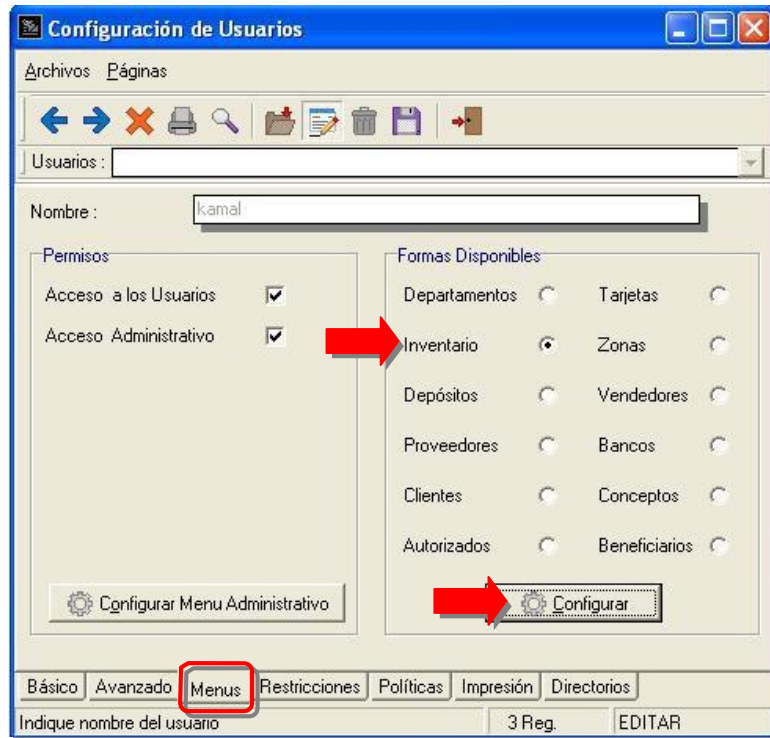 Configuración de Usuarios
Archivos Páginas
Usuarios :
Nombre : kamal
Permisos
Acceso a los Usuarios
Acceso Administrativo
Configurar Menu Administrativo
Formas Disponibles
Departamentos Tarjetas
Inventario Zonas
Depósitos Vendedores
Proveedores Bancos
Clientes Conceptos
Autorizados Beneficiarios
Configurar
Básico Avanzado Menus Restricciones Políticas Impresión Directorios
Indique nombre del usuario 3 Reg. EDITAR